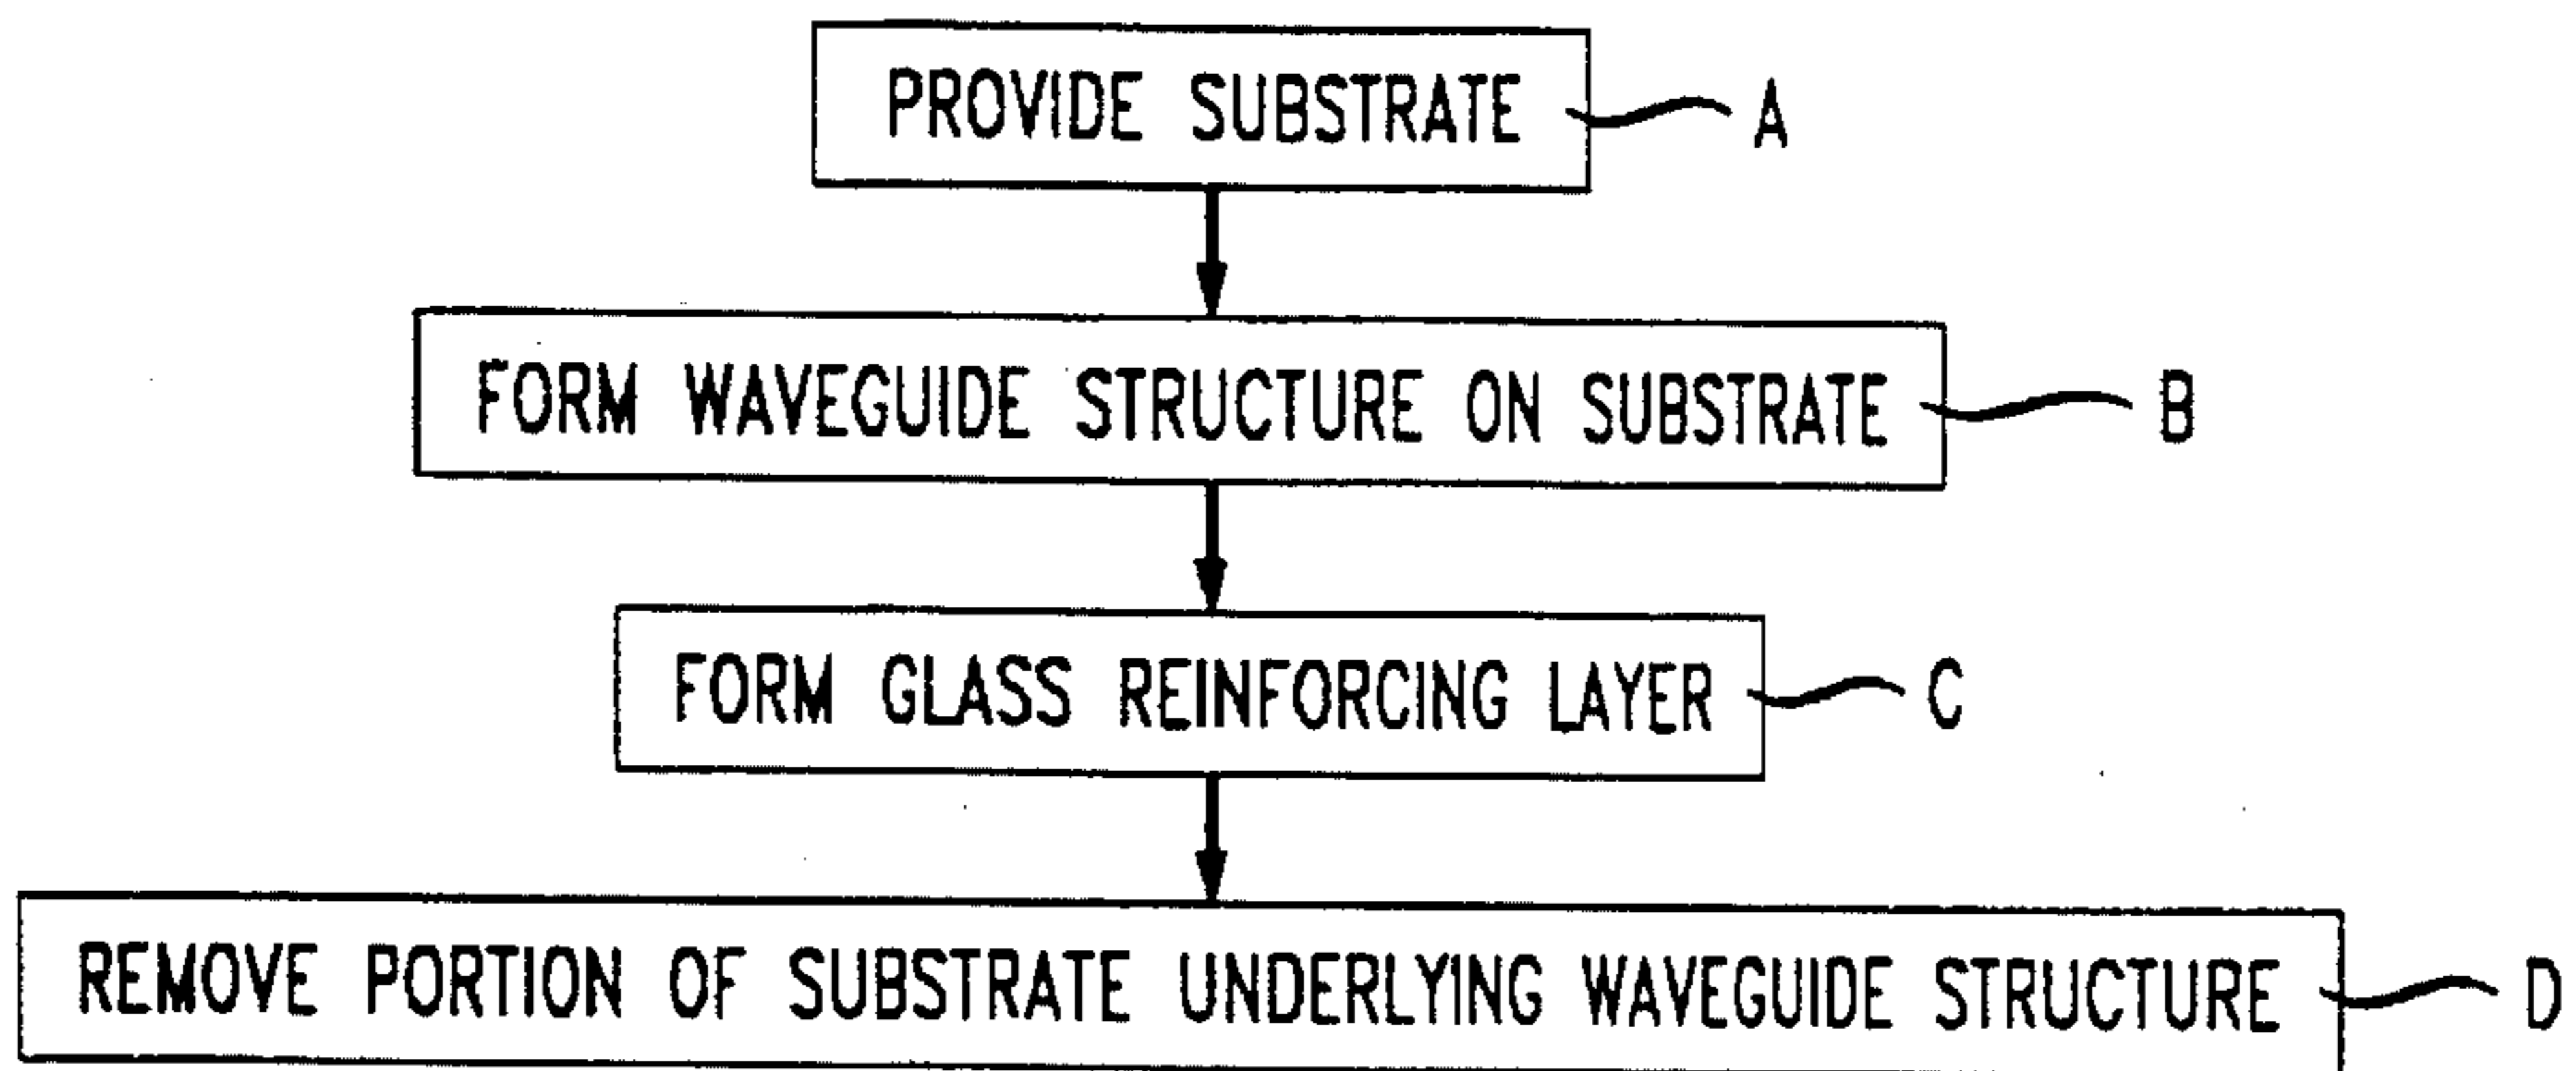 PROVIDE SUBSTRATE A
FORM WAVEGUIDE STRUCTURE ON SUBSTRATE B
FORM GLASS REINFORCING LAYER C
REMOVE PORTION OF SUBSTRATE UNDERLYING WAVEGUIDE STRUCTURE D